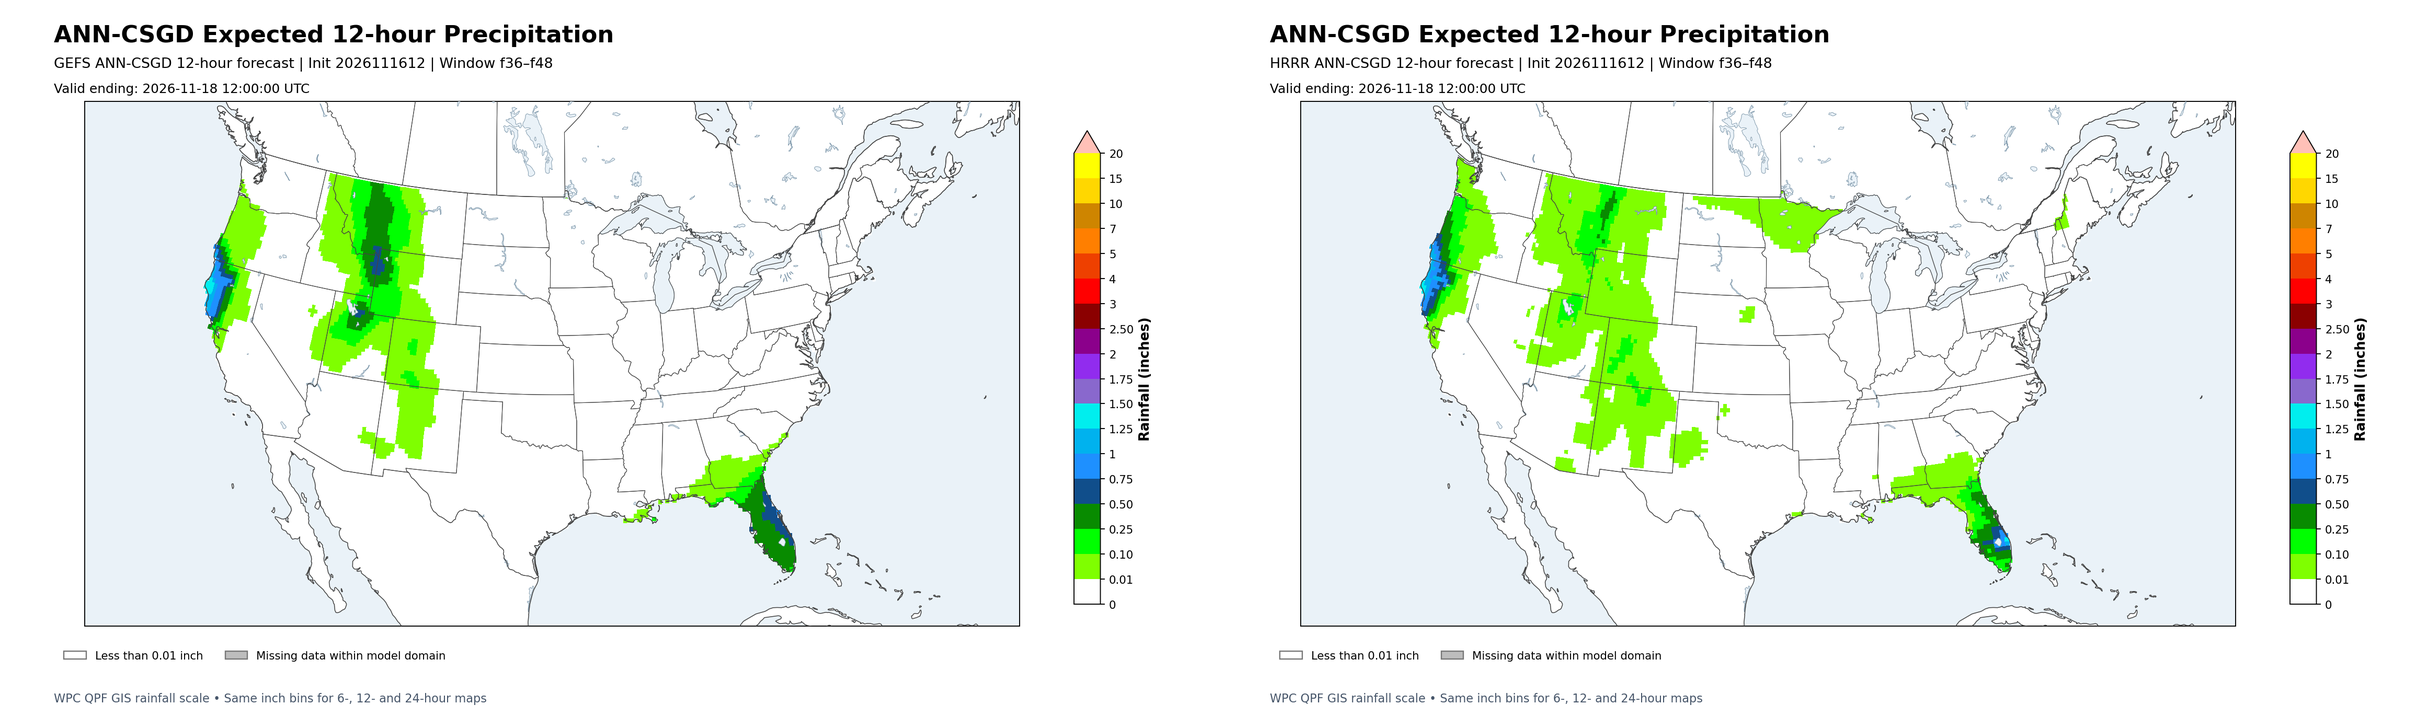 ANN-CSGD Expected 12-hour Precipitation
GEFS ANN-CSGD 12-hour forecast | Init 2026111612 | Window f36–f48
Valid ending: 2026-11-18 12:00:00 UTC
20
15
10
7
5
4
3
2.50
2
1.75
1.50
1.25
1
0.75
0.50
0.25
0.10
0.01
0
Rainfall (inches)
Less than 0.01 inch
Missing data within model domain
WPC QPF GIS rainfall scale • Same inch bins for 6-, 12- and 24-hour maps
ANN-CSGD Expected 12-hour Precipitation
HRRR ANN-CSGD 12-hour forecast | Init 2026111612 | Window f36–f48
Valid ending: 2026-11-18 12:00:00 UTC
20
15
10
7
5
4
3
2.50
2
1.75
1.50
1.25
1
0.75
0.50
0.25
0.10
0.01
0
Rainfall (inches)
Less than 0.01 inch
Missing data within model domain
WPC QPF GIS rainfall scale • Same inch bins for 6-, 12- and 24-hour maps